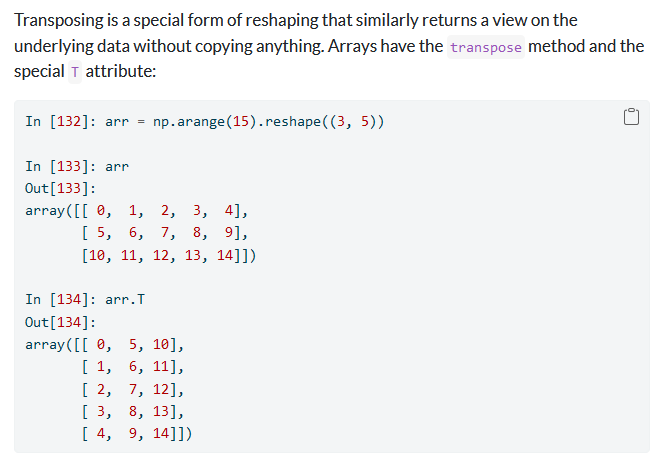 Transposing is a special form of reshaping that similarly returns a view on the
underlying data without copying anything. Arrays have the transpose method and the
special T attribute:
In [132]: arr = np.arange(15).reshape((3, 5))
In [133]: arr
Out[133]:
array([[ 0,  1,  2,  3,  4],
       [ 5,  6,  7,  8,  9],
       [10, 11, 12, 13, 14]])
In [134]: arr.T
Out[134]:
array([[ 0,  5, 10],
       [ 1,  6, 11],
       [ 2,  7, 12],
       [ 3,  8, 13],
       [ 4,  9, 14]])